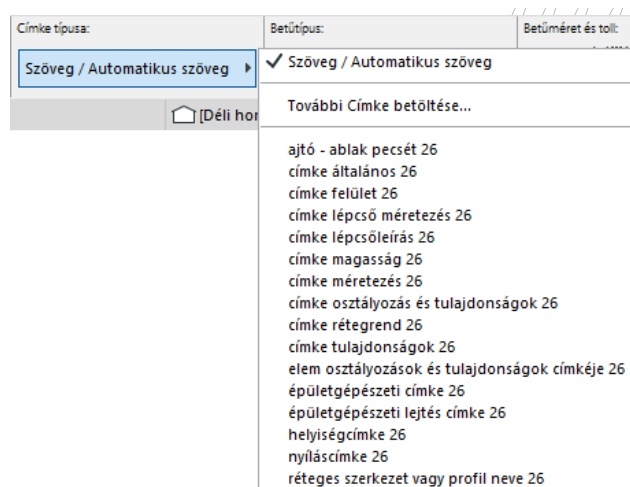 Címke típusa:
Betűtípus:
Betűméret és toll:
Szöveg / Automatikus szöveg
Szöveg / Automatikus szöveg
További Címke betöltése...
[Déli hor
ajtó - ablak pecsét 26
címke általános 26
címke felület 26
címke lépcső méretezés 26
címke lépcsőleírás 26
címke magasság 26
címke méretezés 26
címke osztályozás és tulajdonságok 26
címke rétegrend 26
címke tulajdonságok 26
elem osztályozások és tulajdonságok címkéje 26
épületgépészeti címke 26
épületgépészeti lejtés címke 26
helyiségcímke 26
nyíláscímke 26
réteges szerkezet vagy profil neve 26